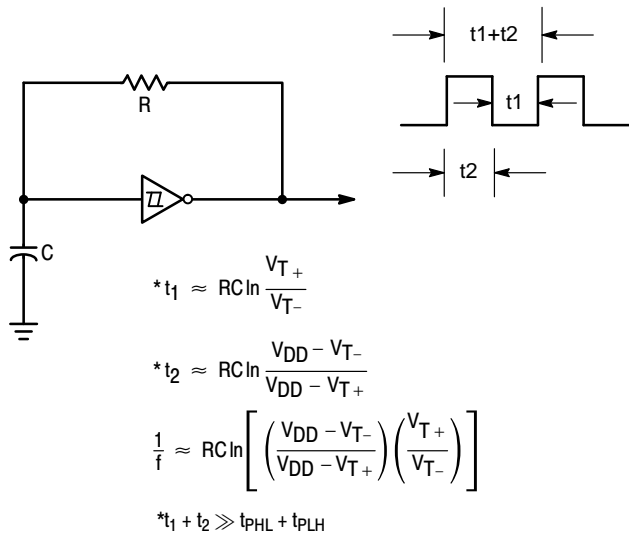 t1+t2
R
t1
t2
C
*t1 ≈ RC ln VT+ / VT−
*t2 ≈ RC ln VDD − VT− / VDD − VT+
1/f ≈ RC ln [ ( VDD − VT− / VDD − VT+ ) ( VT+ / VT− ) ]
*t1 + t2 ≫ tPHL + tPLH